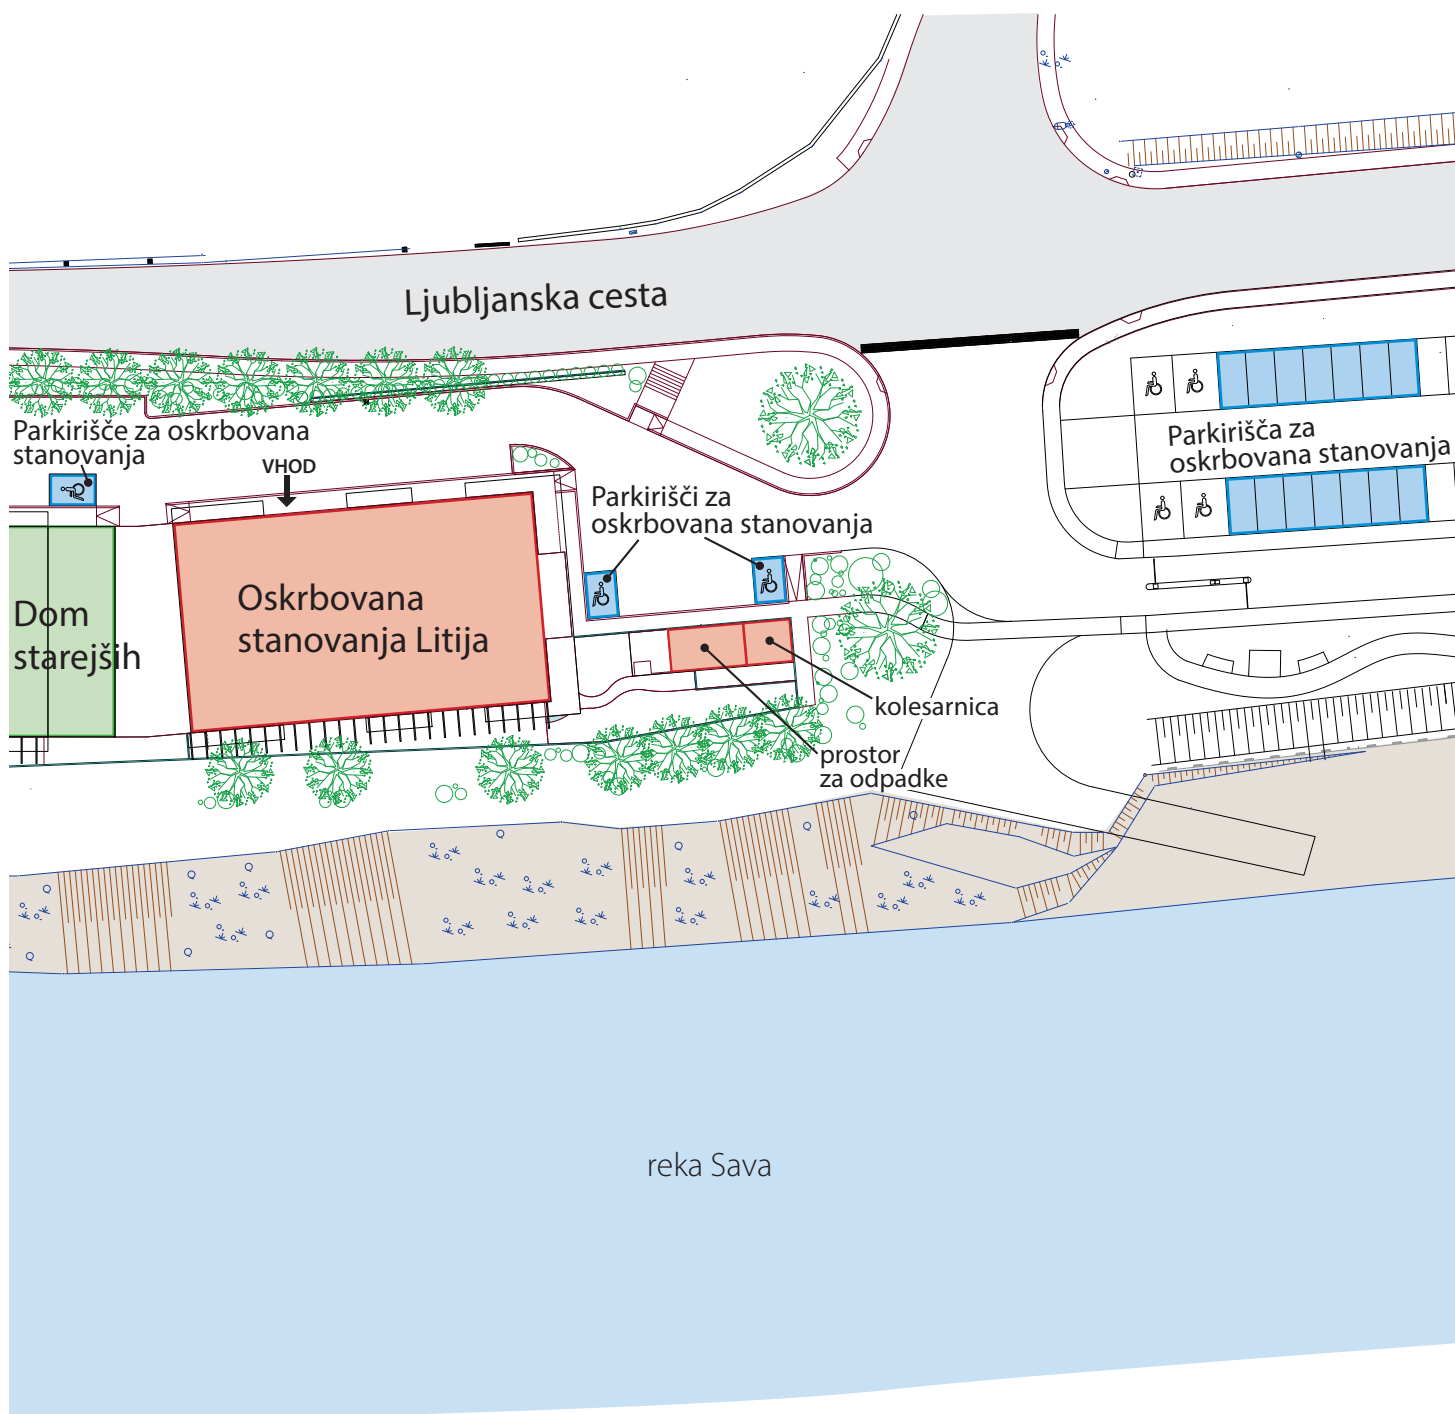 Ljubljanska cesta
Parkirišče za oskrbovana
stanovanja
VHOD
Parkirišči za
oskrbovana stanovanja
Parkirišča za
oskrbovana stanovanja
Dom
starejših
Oskrbovana
stanovanja Litija
kolesarnica
prostor
za odpadke
reka Sava